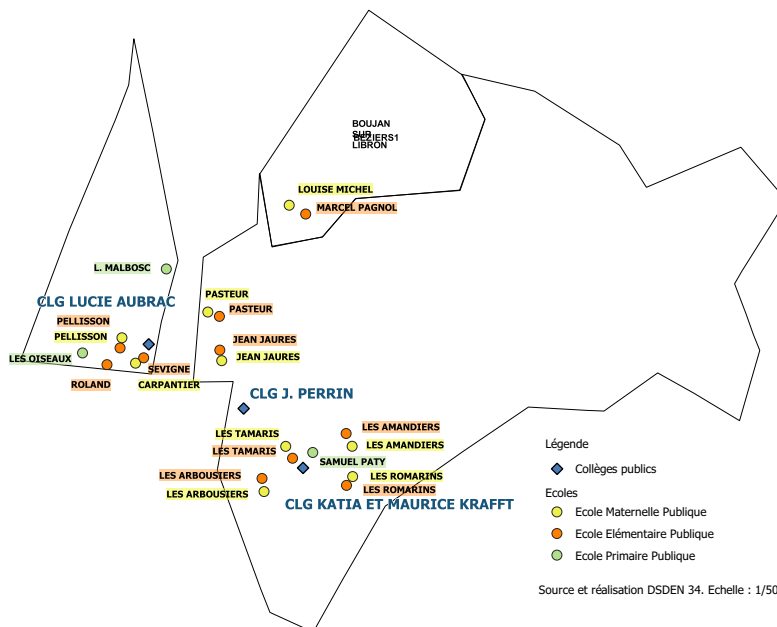 BOUJAN
SUR
BEZIERS1
LIBRON
LOUISE MICHEL
MARCEL PAGNOL
L. MALBOSC
PASTEUR
CLG LUCIE AUBRAC
PASTEUR
PELLISSON
PELLISSON
JEAN JAURES
LES OISEAUX
JEAN JAURES
SEVIGNE
ROLAND
CARPANTIER
CLG J. PERRIN
LES AMANDIERS
LES TAMARIS
LES AMANDIERS
LES TAMARIS
SAMUEL PATY
LES ARBOUSIERS
LES ROMARINS
LES ARBOUSIERS
LES ROMARINS
CLG KATIA ET MAURICE KRAFFT
Légende
Collèges publics
Ecoles
Ecole Maternelle Publique
Ecole Elémentaire Publique
Ecole Primaire Publique
Source et réalisation DSDEN 34. Echelle : 1/50